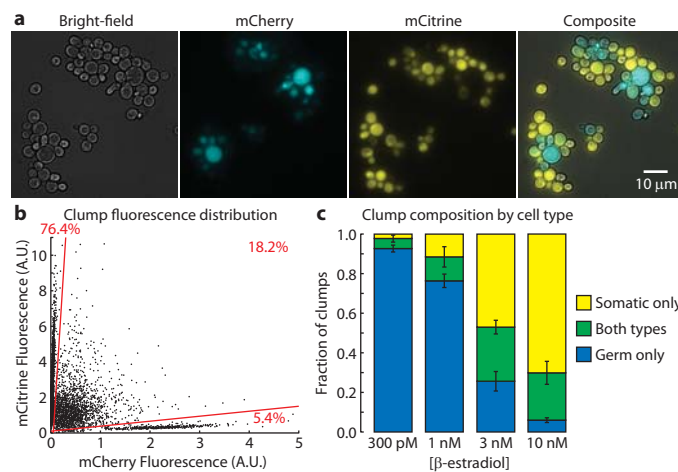 a
Bright-field mCherry mCitrine Composite
10 μm
b Clump fluorescence distribution
76.4%
18.2%
5.4%
mCitrine Fluorescence (A.U.)
10
8
6
4
2
0
0 1 2 3 4 5
mCherry Fluorescence (A.U.)
c Clump composition by cell type
Fraction of clumps
1.0
0.8
0.6
0.4
0.2
0.0
300 pM 1 nM 3 nM 10 nM
[β-estradiol]
Somatic only
Both types
Germ only